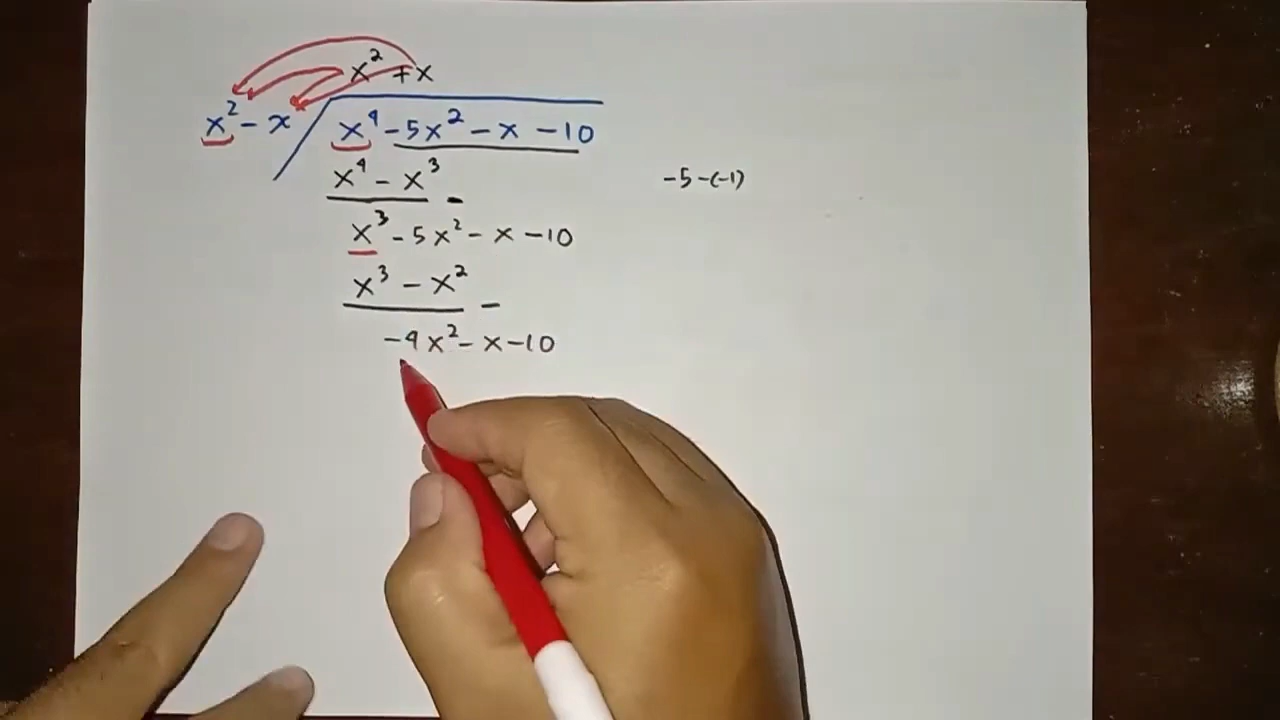 x² + x
x² - x / x⁴ - 5x² - x - 10
x⁴ - x³ -
-5-(-1)
x³ - 5x² - x - 10
x³ - x² -
-4x² - x - 10